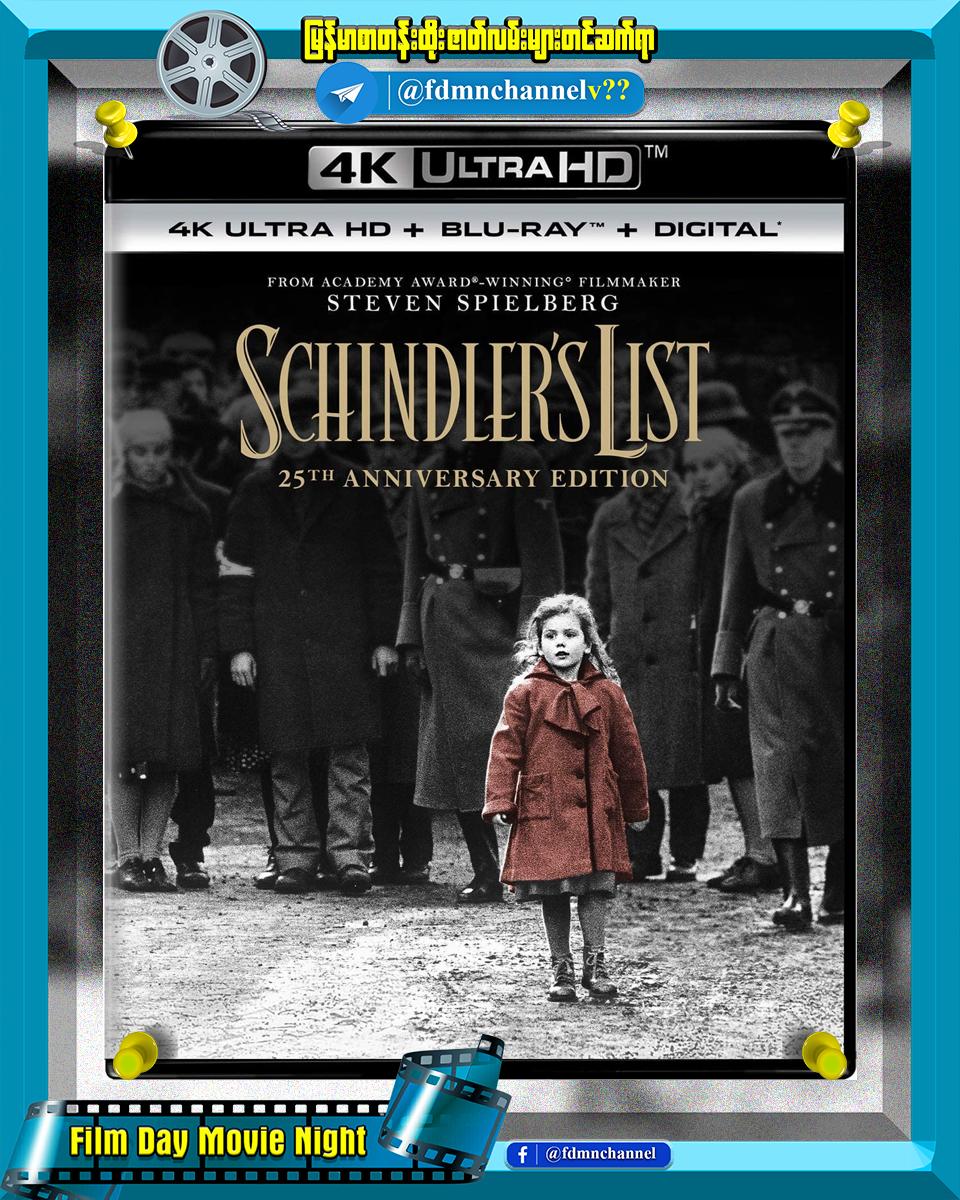 မြန်မာစာတန်းထိုးဇာတ်လမ်းများတင်ဆက်ရာ
@fdmnchannelv??
4K ULTRA HD™
4K ULTRA HD + BLU-RAY™ + DIGITAL*
FROM ACADEMY AWARD®-WINNING® FILMMAKER
STEVEN SPIELBERG
SCHINDLER'S LIST
25TH ANNIVERSARY EDITION
Film Day Movie Night
@fdmnchannel